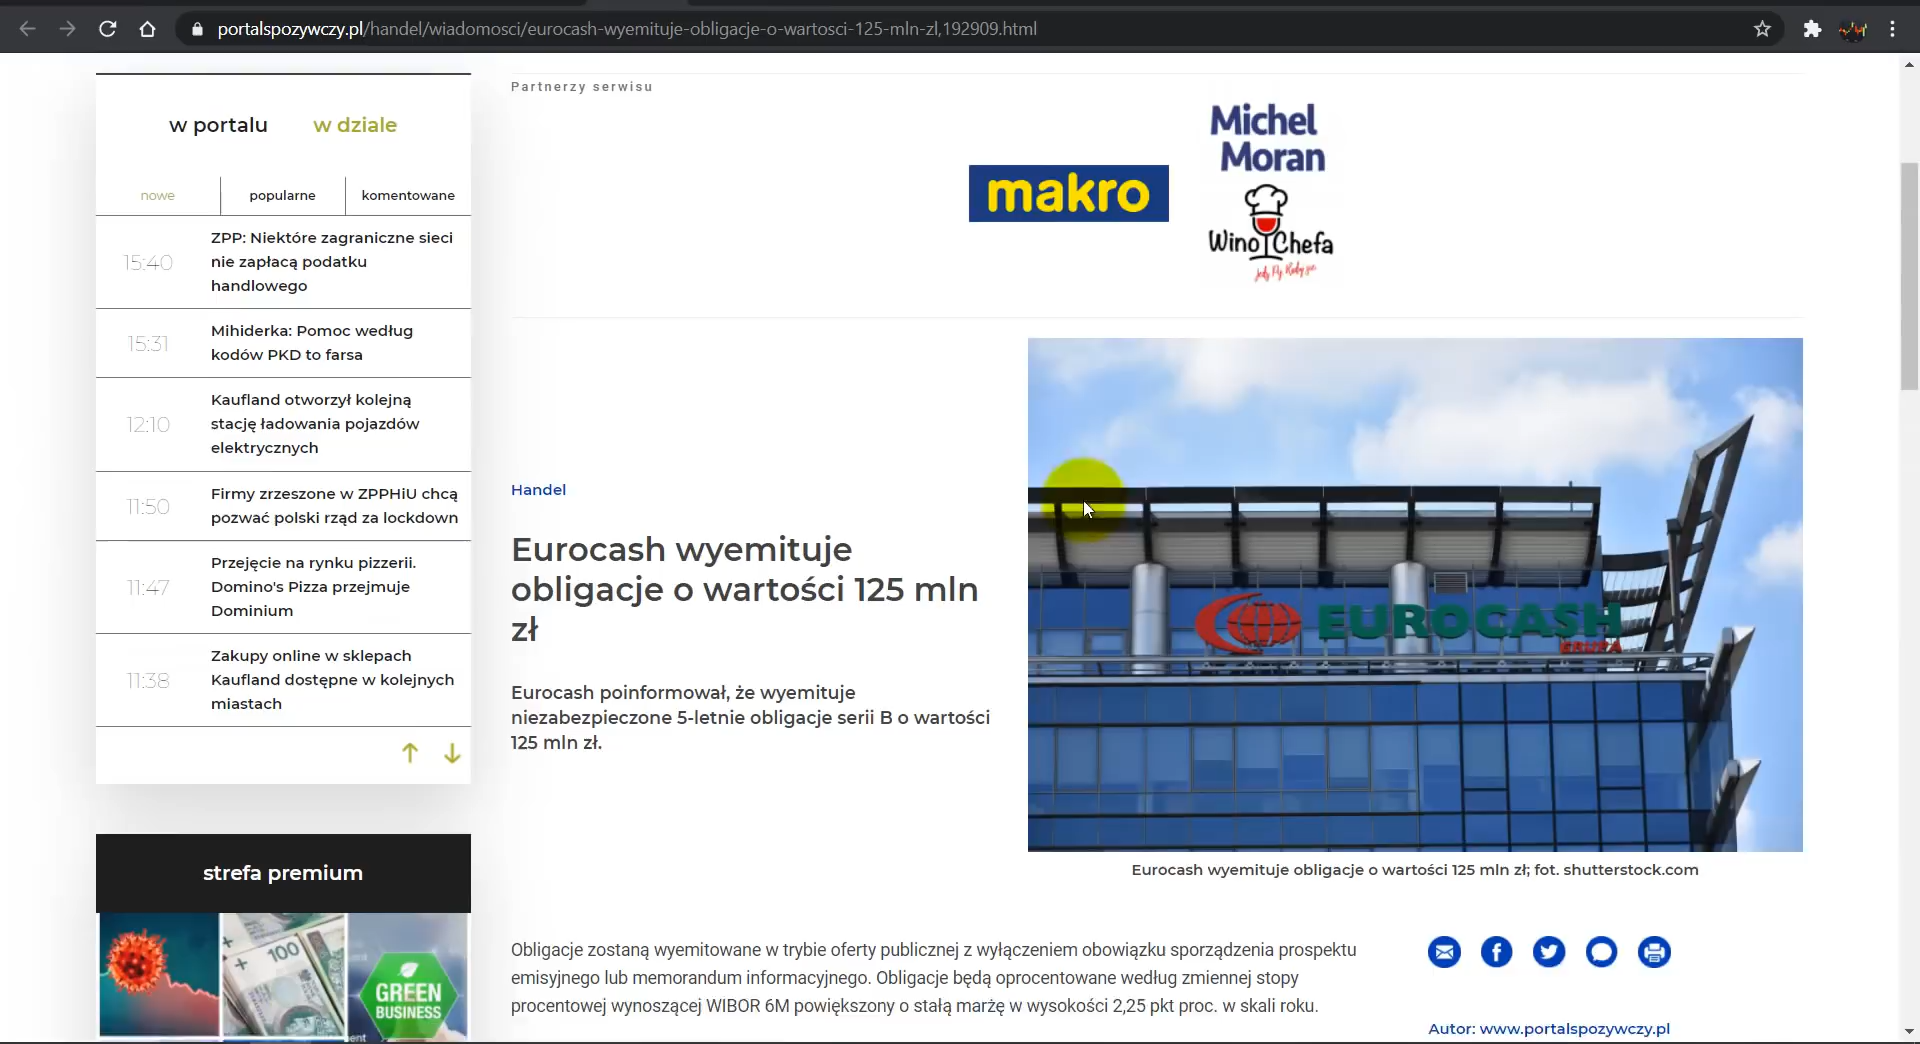 portalspozywczy.pl/handel/wiadomosci/eurocash-wyemituje-obligacje-o-wartosci-125-mln-zl,192909.html
w portalu w dziale
nowe popularne komentowane
15:40 ZPP: Niektóre zagraniczne sieci
nie zapłacą podatku
handlowego
15:31 Mihiderka: Pomoc według
kodów PKD to farsa
12:10 Kaufland otworzył kolejną
stację ładowania pojazdów
elektrycznych
11:50 Firmy zrzeszone w ZPPHiU chcą
pozwać polski rząd za lockdown
11:47 Przejęcie na rynku pizzerii.
Domino's Pizza przejmuje
Dominium
11:38 Zakupy online w sklepach
Kaufland dostępne w kolejnych
miastach
strefa premium
100
GREEN
BUSINESS
Partnerzy serwisu
makro
Michel
Moran
Wino Chefa
Handel
Eurocash wyemituje
obligacje o wartości 125 mln
zł
Eurocash poinformował, że wyemituje
niezabezpieczone 5-letnie obligacje serii B o wartości
125 mln zł.
EUROCASH
GRUPA
Eurocash wyemituje obligacje o wartości 125 mln zł; fot. shutterstock.com
Obligacje zostaną wyemitowane w trybie oferty publicznej z wyłączeniem obowiązku sporządzenia prospektu
emisyjnego lub memorandum informacyjnego. Obligacje będą oprocentowane według zmiennej stopy
procentowej wynoszącej WIBOR 6M powiększony o stałą marżę w wysokości 2,25 pkt proc. w skali roku.
Autor: www.portalspozywczy.pl